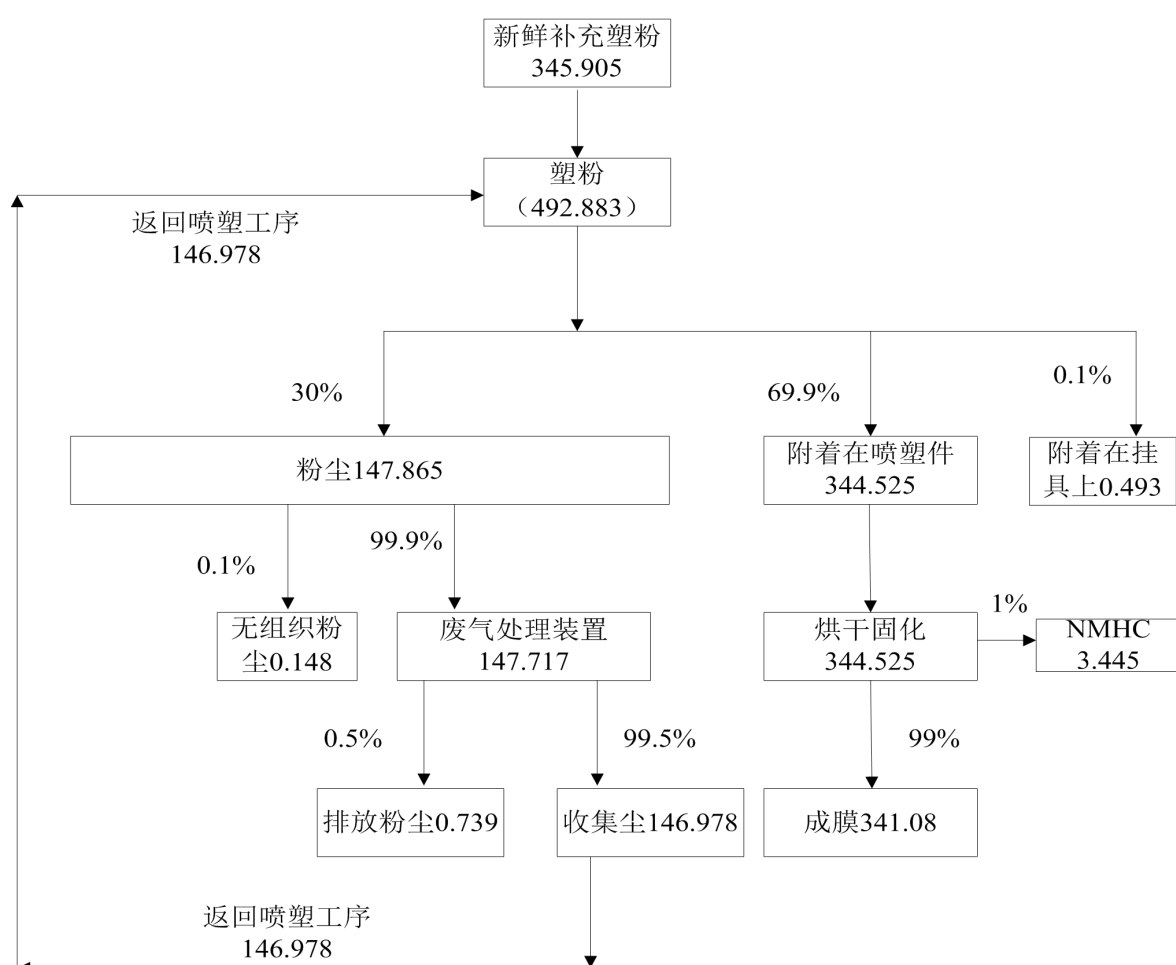 新鲜补充塑粉
345.905
塑粉
（492.883）
返回喷塑工序
146.978
30%
69.9%
0.1%
粉尘147.865
附着在喷塑件
344.525
附着在挂
具上0.493
0.1%
99.9%
无组织粉
尘0.148
废气处理装置
147.717
烘干固化
344.525
1%
NMHC
3.445
0.5%
99.5%
99%
排放粉尘0.739
收集尘146.978
成膜341.08
返回喷塑工序
146.978